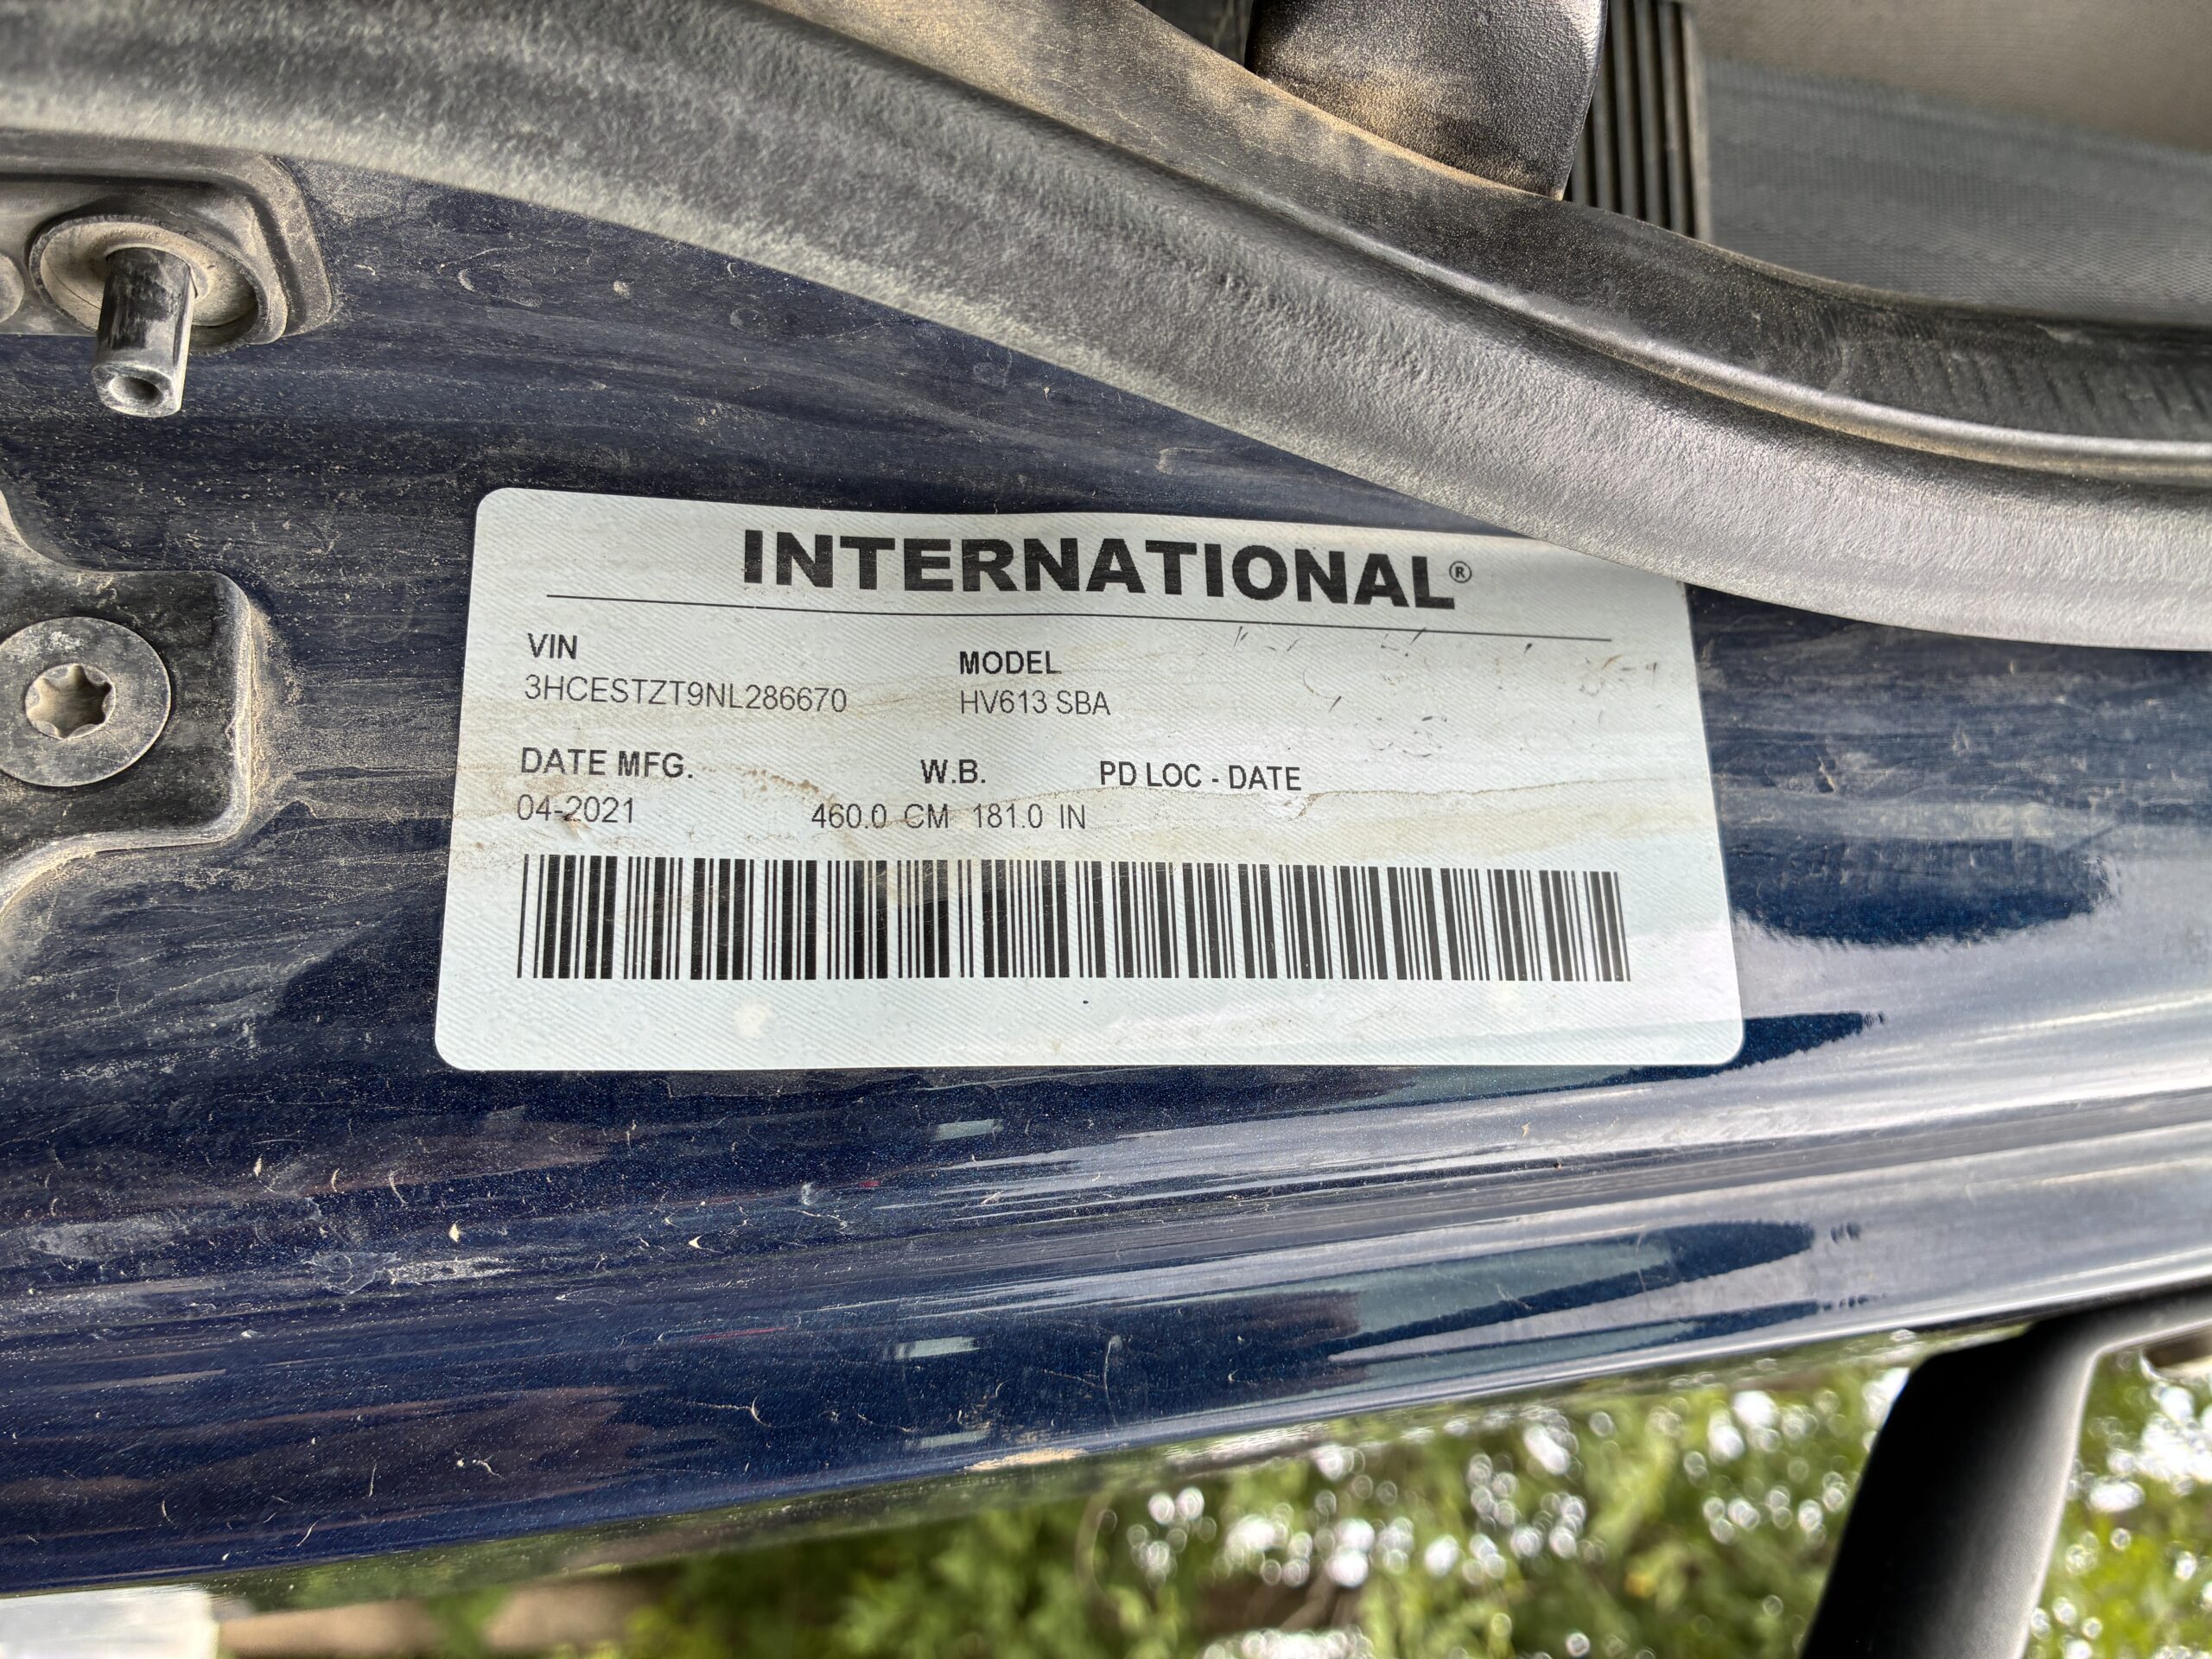 INTERNATIONAL®
VIN MODEL
3HCESTZT9NL286670 HV613 SBA
DATE MFG. W.B. PD LOC - DATE
04-2021 460.0 CM 181.0 IN